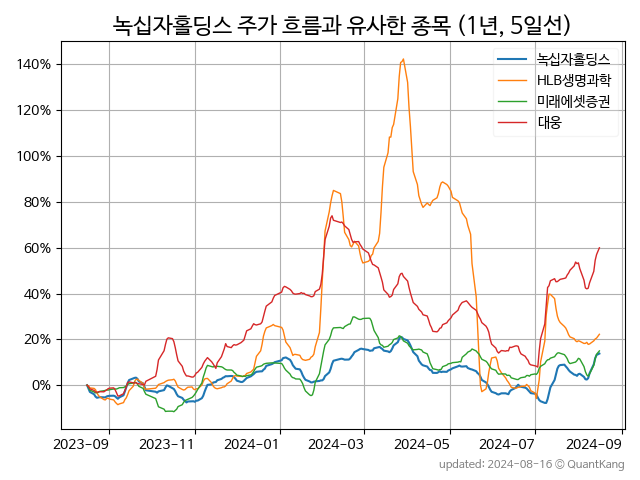 녹십자홀딩스 주가 흐름과 유사한 종목 (1년, 5일선)
녹십자홀딩스
HLB생명과학
미래에셋증권
대웅
140%
120%
100%
80%
60%
40%
20%
0%
2023-09 2023-11 2024-01 2024-03 2024-05 2024-07 2024-09
updated: 2024-08-16 © QuantKang